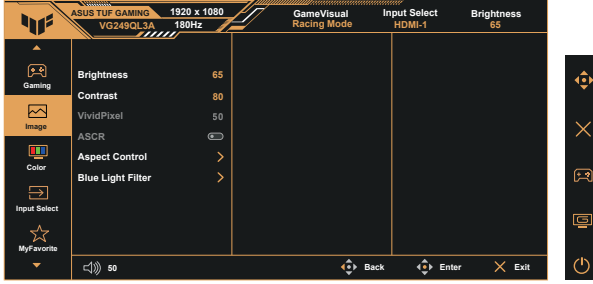 ASUS TUF GAMING 1920 x 1080 GameVisual Input Select Brightness
VG249QL3A 180Hz Racing Mode HDMI-1 65
Gaming
Image
Color
Input Select
MyFavorite
Brightness 65
Contrast 80
VividPixel 50
ASCR
Aspect Control
Blue Light Filter
50 Back Enter Exit